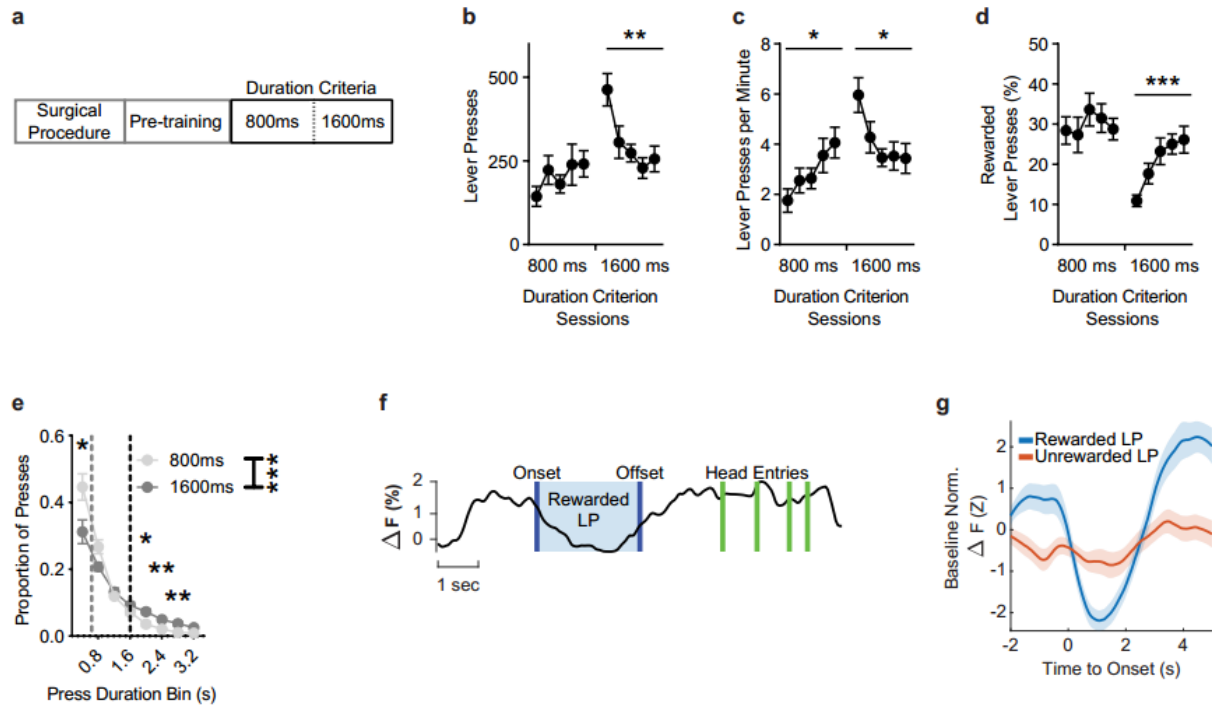 a
Surgical
Procedure
Pre-training
Duration Criteria
800ms
1600ms
b
**
Lever Presses
500
250
0
800 ms
1600 ms
Duration Criterion
Sessions
c
*
*
Lever Presses per Minute
8
6
4
2
0
800 ms
1600 ms
Duration Criterion
Sessions
d
***
Rewarded
Lever Presses (%)
50
40
30
20
10
0
800 ms
1600 ms
Duration Criterion
Sessions
e
Proportion of Presses
0.6
0.4
0.2
0.0
*
800ms
1600ms
***
*
**
**
0.8
1.6
2.4
3.2
Press Duration Bin (s)
f
Δ F (%)
2
1
0
Onset
Offset
Rewarded
LP
Head Entries
1 sec
g
Baseline Norm.
Δ F (Z)
2
1
0
-1
-2
Rewarded LP
Unrewarded LP
-2
0
2
4
Time to Onset (s)